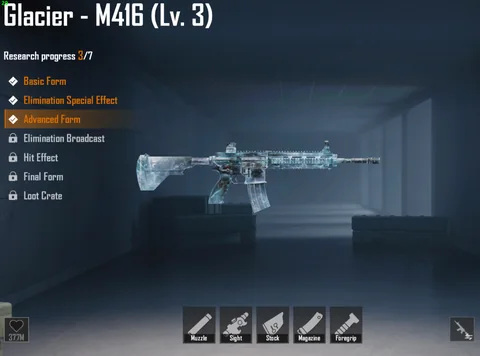 Glacier - M416 (Lv. 3)
Research progress 3/7
Basic Form
Elimination Special Effect
Advanced Form
Elimination Broadcast
Hit Effect
Final Form
Loot Crate
377M
Muzzle
Sight
Stock
Magazine
Foregrip